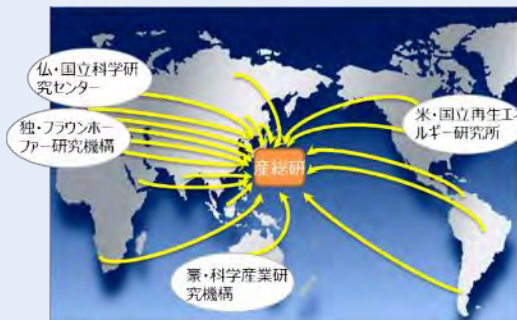 仏・国立科学研
究センター
独・フラウンホー
ファー研究機構
産総研
米・国立再生エネ
ルギー研究所
豪・科学産業研
究機構